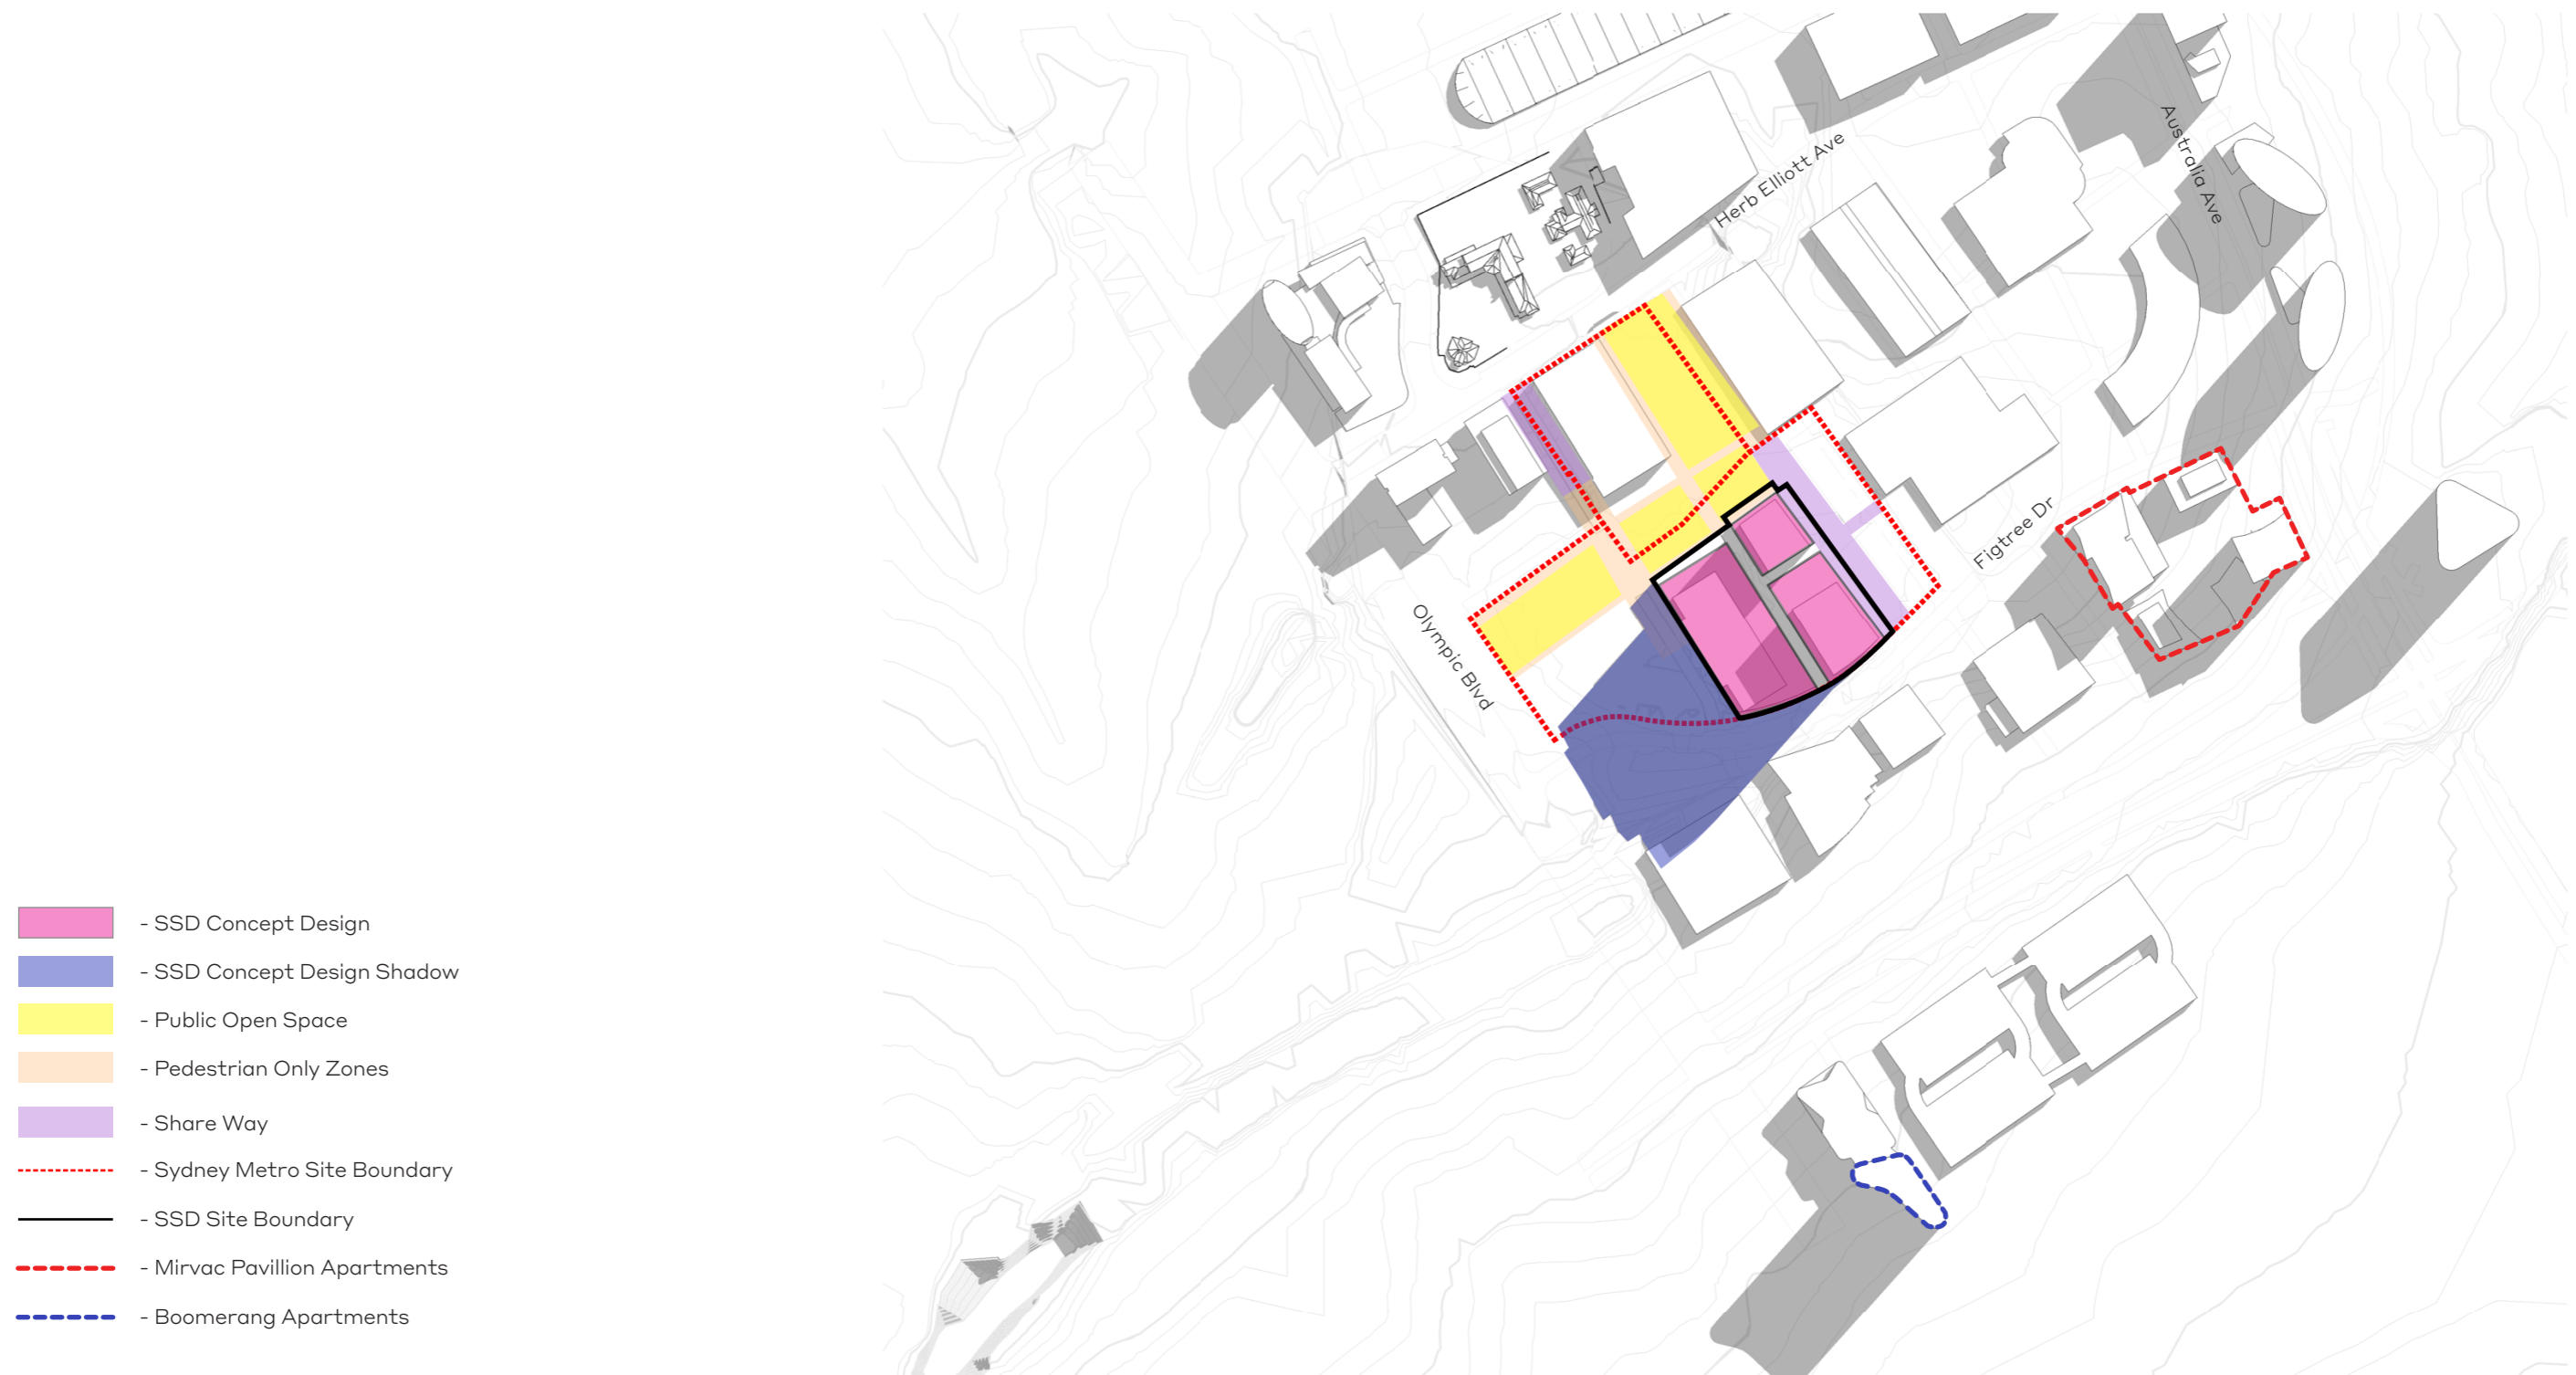 Australia Ave
Herb Elliott Ave
Figtree Dr
Olympic Blvd
- SSD Concept Design
- SSD Concept Design Shadow
- Public Open Space
- Pedestrian Only Zones
- Share Way
- Sydney Metro Site Boundary
- SSD Site Boundary
- Mirvac Pavillion Apartments
- Boomerang Apartments